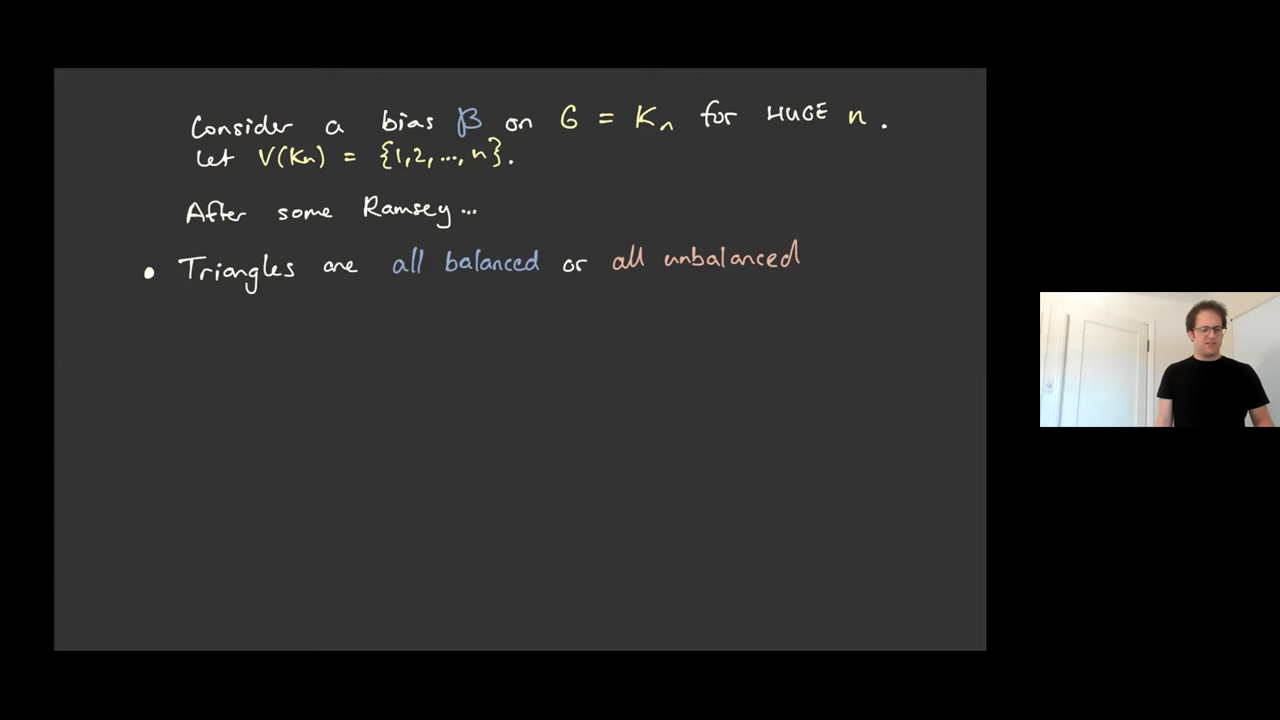 Consider a bias β on G = Kₙ for HUGE n.
Let V(Kₙ) = {1,2,...,n}.
After some Ramsey...
• Triangles are all balanced or all unbalanced